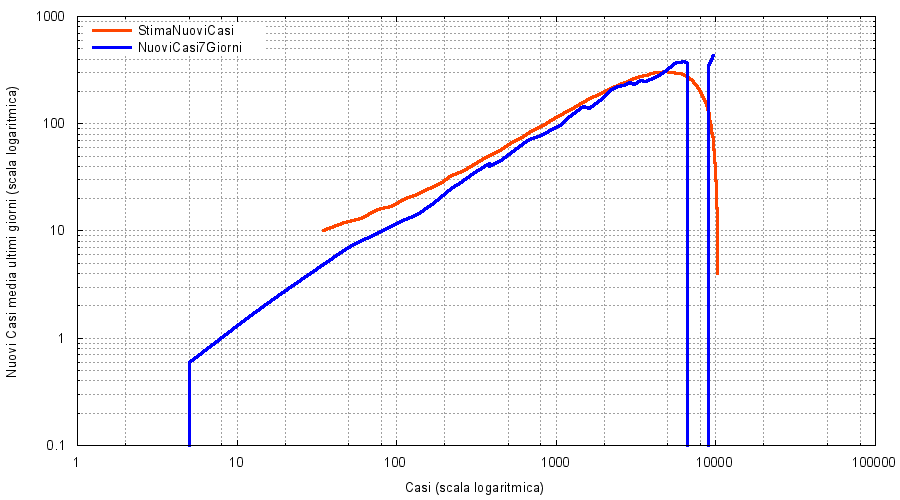 StimaNuoviCasi
NuoviCasi7Giorni
Nuovi Casi media ultimi giorni (scala logaritmica)
1000
100
10
1
0.1
1
10
100
1000
10000
100000
Casi (scala logaritmica)